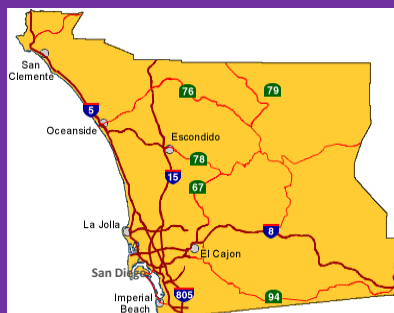 San
Clemente
76
79
5
Oceanside
Escondido
78
15
67
La Jolla
8
El Cajon
San Diego
Imperial
Beach
805
94